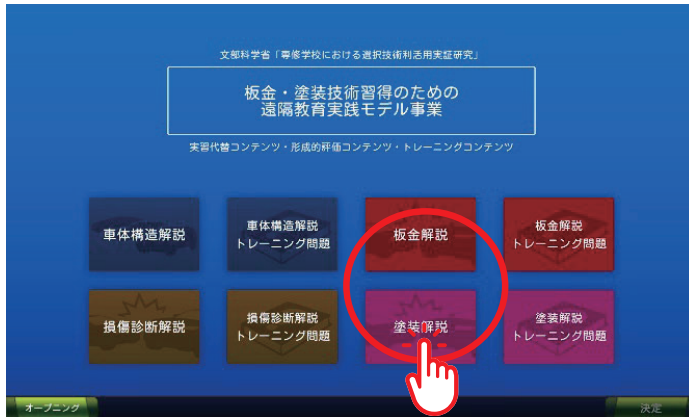 文部科学省「専修学校における選択技術利活用実証研究」
板金・塗装技術習得のための
遠隔教育実践モデル事業
実習代替コンテンツ・形成的評価コンテンツ・トレーニングコンテンツ
車体構造解説
車体構造解説
トレーニング問題
板金解説
板金解説
トレーニング問題
損傷診断解説
損傷診断解説
トレーニング問題
塗装解説
塗装解説
トレーニング問題
オープニング
決定